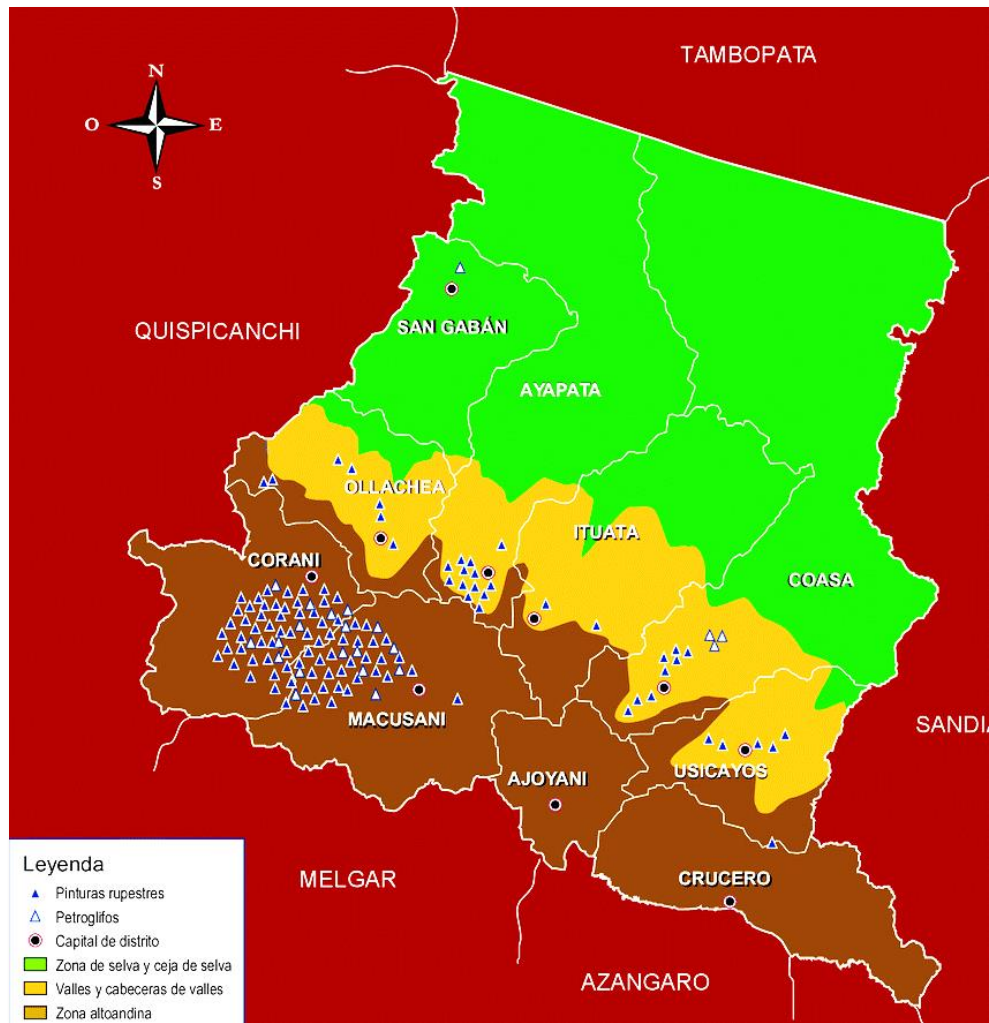 TAMBOPATA
N
O
E
S
SAN GABÁN
QUISPICANCHI
AYAPATA
OLLACHEA
ITUATA
CORANI
COASA
MACUSANI
SANDIA
USICAYOS
AJOYANI
Leyenda
MELGAR
CRUCERO
Pinturas rupestres
Petroglifos
Capital de distrito
Zona de selva y ceja de selva
AZANGARO
Valles y cabeceras de valles
Zona altoandina